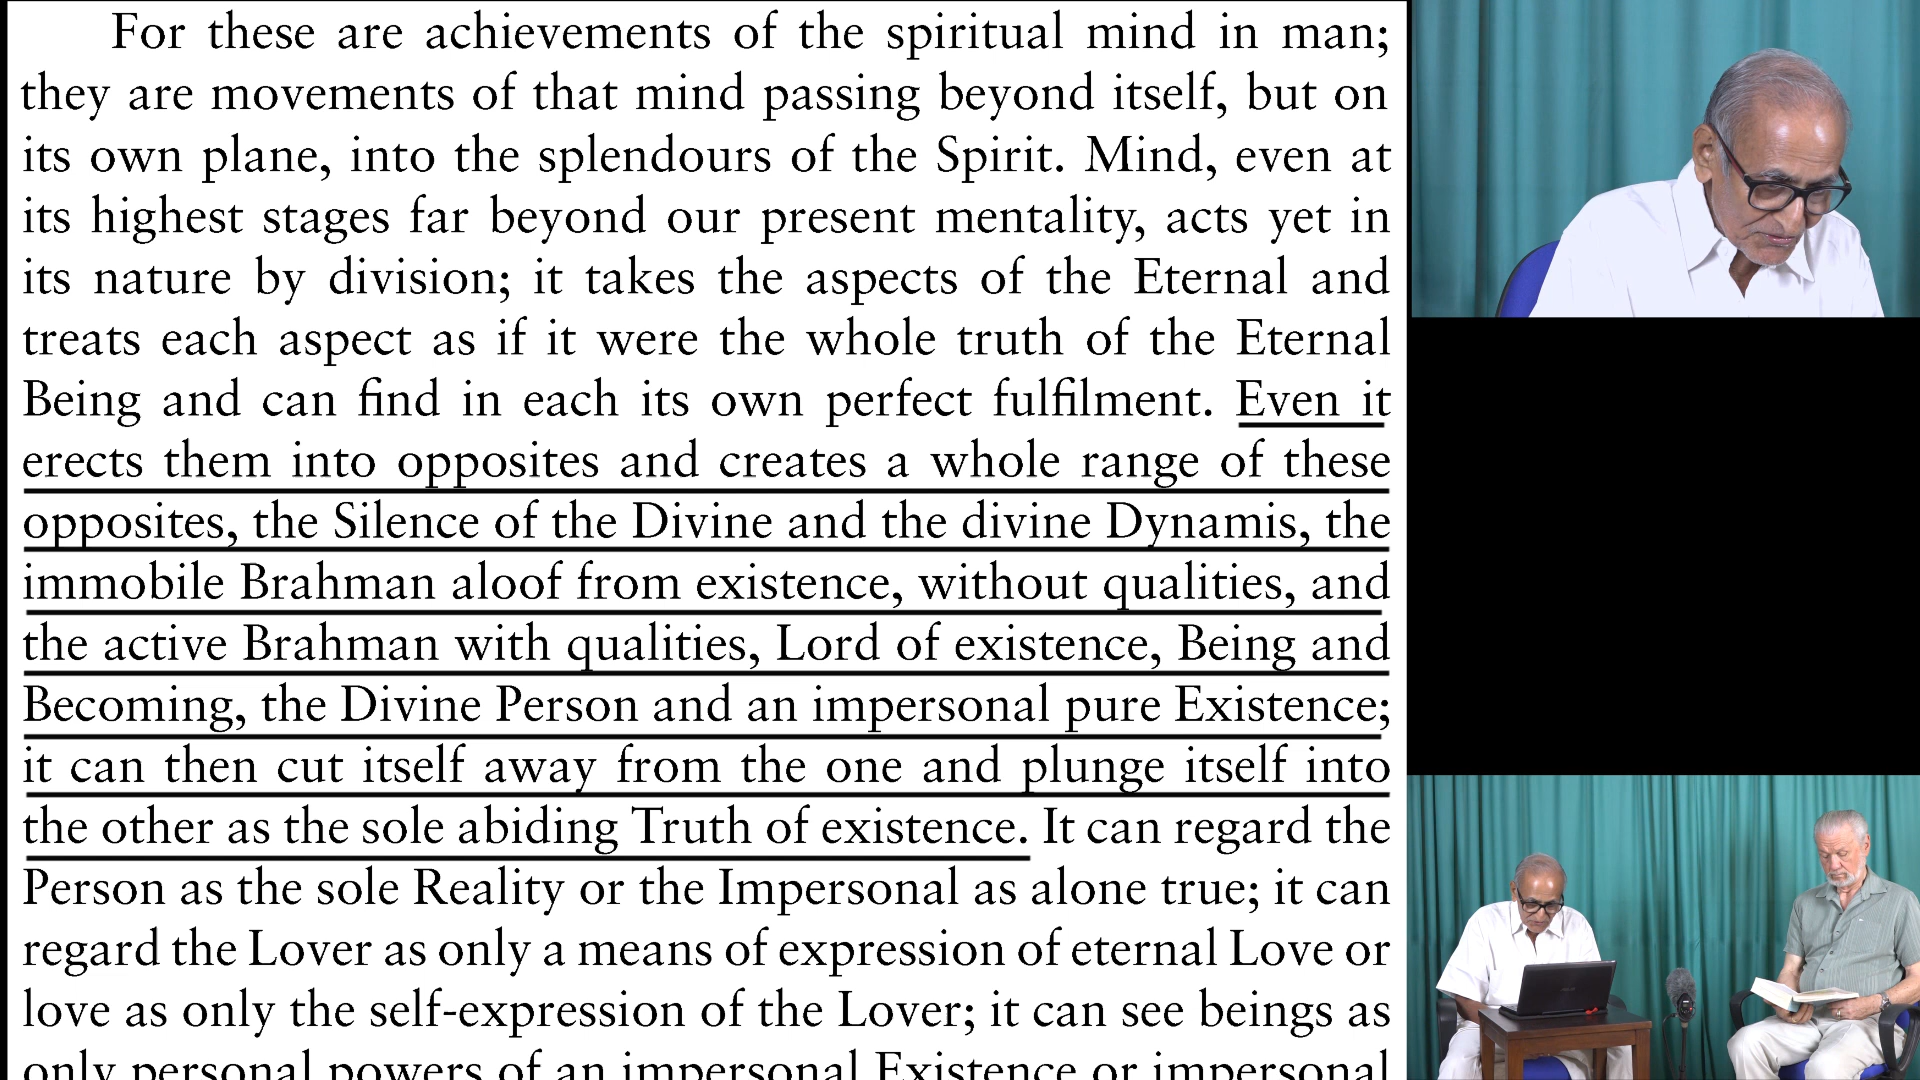 For these are achievements of the spiritual mind in man;
they are movements of that mind passing beyond itself, but on
its own plane, into the splendours of the Spirit. Mind, even at
its highest stages far beyond our present mentality, acts yet in
its nature by division; it takes the aspects of the Eternal and
treats each aspect as if it were the whole truth of the Eternal
Being and can find in each its own perfect fulfilment. Even it
erects them into opposites and creates a whole range of these
opposites, the Silence of the Divine and the divine Dynamis, the
immobile Brahman aloof from existence, without qualities, and
the active Brahman with qualities, Lord of existence, Being and
Becoming, the Divine Person and an impersonal pure Existence;
it can then cut itself away from the one and plunge itself into
the other as the sole abiding Truth of existence. It can regard the
Person as the sole Reality or the Impersonal as alone true; it can
regard the Lover as only a means of expression of eternal Love or
love as only the self-expression of the Lover; it can see beings as
only personal powers of an impersonal Existence or impersonal